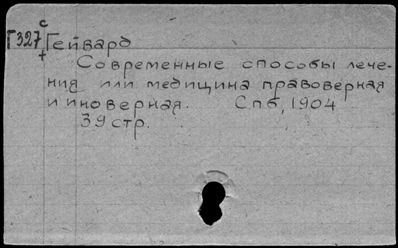 с
Г327 Гейвард
+
Современные способы лече-
ния или медицина правоверная
и иноверная. Спб, 1904
39 стр.